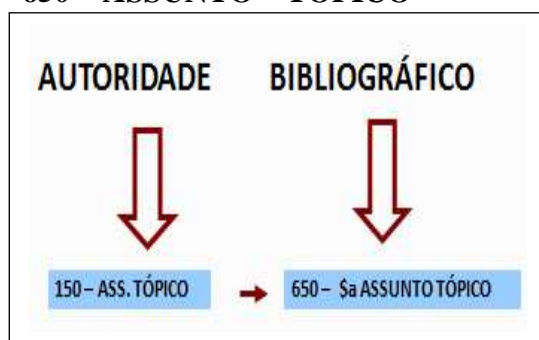 AUTORIDADE BIBLIOGRÁFICO
150 – ASS. TÓPICO 650 – $a ASSUNTO TÓPICO